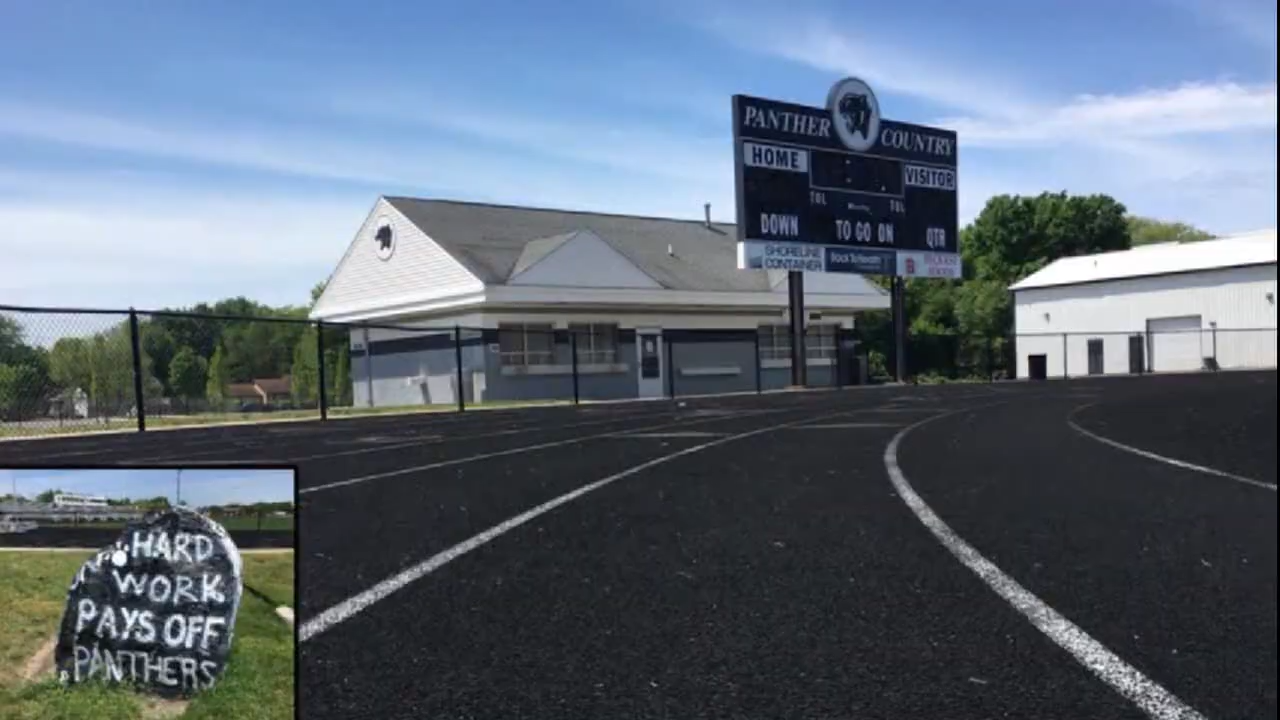 PANTHER COUNTRY
HOME
VISITOR
TOL TOL
DOWN TO GO ON QTR
SHORELINE
CONTAINER
HARD
WORK
PAYS OFF
PANTHERS